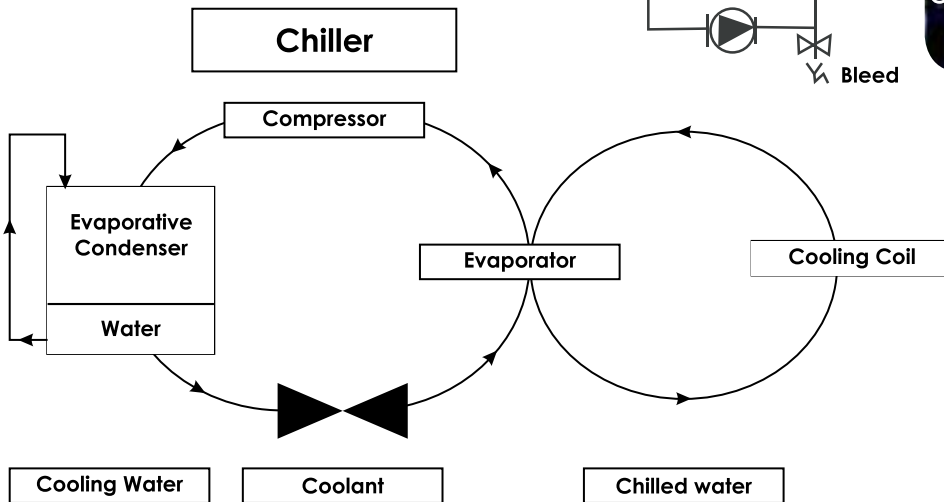 Chiller
Bleed
Compressor
Evaporative
Condenser
Evaporator
Cooling Coil
Water
Cooling Water
Coolant
Chilled water